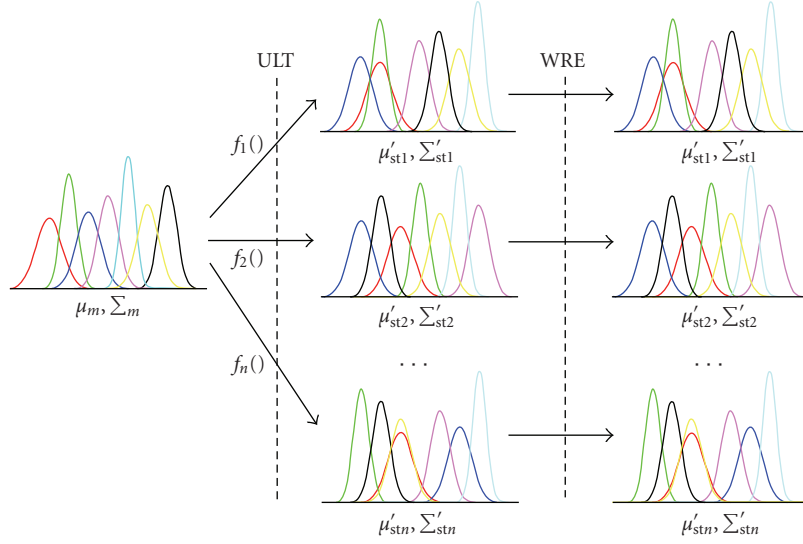 ULT
WRE
f₁()
f₂()
fₙ()
μₘ, Σₘ
μ′st1, Σ′st1
μ′st1, Σ′st1
μ′st2, Σ′st2
μ′st2, Σ′st2
. . .
. . .
μ′stn, Σ′stn
μ′stn, Σ′stn